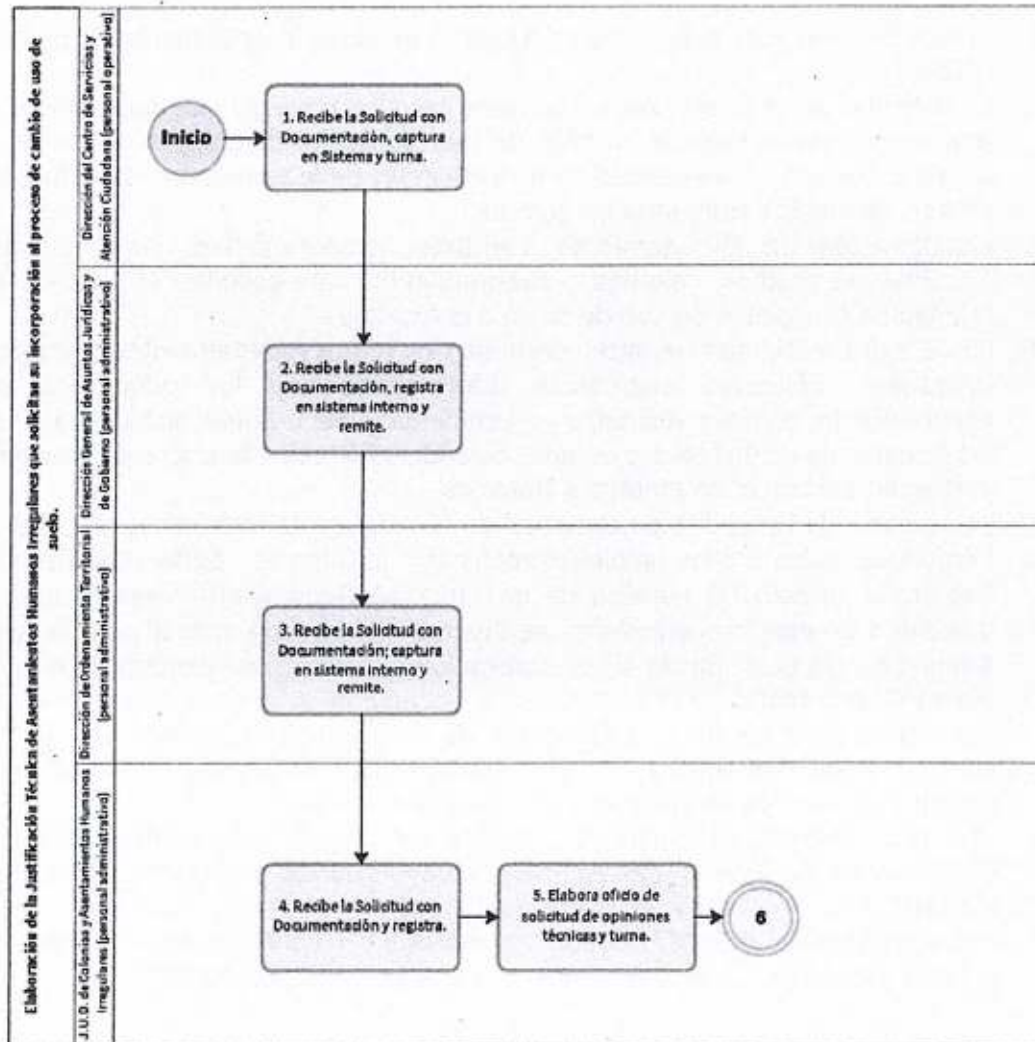 Elaboración de la Justificación Técnica de Asentamientos Humanos Irregulares que solicitan su incorporación al proceso de cambio de uso de
suelo.
Dirección del Centro de Servicios y
Atención Ciudadana (personal operativo)
Inicio
1. Recibe la Solicitud con
Documentación, captura
en Sistema y turna.
Dirección General de Asuntos Jurídicos y
de Gobierno (personal administrativo)
2. Recibe la Solicitud con
Documentación, registra
en sistema interno y
remite.
Dirección de Ordenamiento Territorial
(personal administrativo)
3. Recibe la Solicitud con
Documentación; captura
en sistema interno y
remite.
J.U.D. de Colonias y Asentamientos Humanos
Irregulares (personal administrativo)
4. Recibe la Solicitud con
Documentación y registra.
5. Elabora oficio de
solicitud de opiniones
técnicas y turna.
6